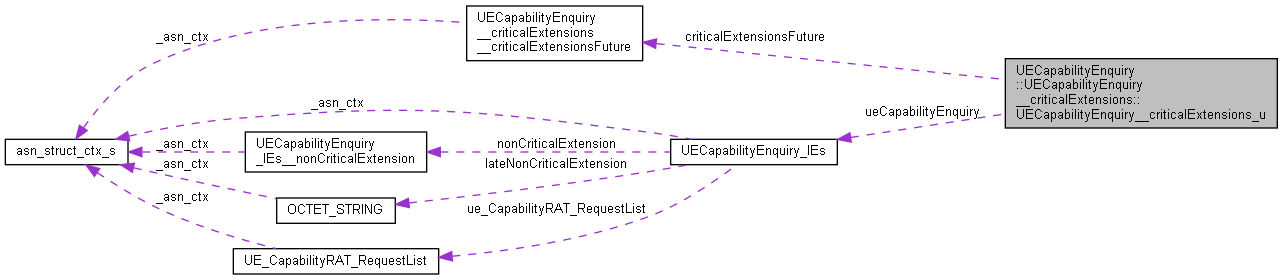 UECapabilityEnquiry
__criticalExtensions
__criticalExtensionsFuture
_asn_ctx
criticalExtensionsFuture
UECapabilityEnquiry
::UECapabilityEnquiry
__criticalExtensions::
UECapabilityEnquiry__criticalExtensions_u
_asn_ctx
ueCapabilityEnquiry
asn_struct_ctx_s
_asn_ctx
UECapabilityEnquiry
_IEs__nonCriticalExtension
nonCriticalExtension
UECapabilityEnquiry_IEs
_asn_ctx
lateNonCriticalExtension
OCTET_STRING
_asn_ctx
ue_CapabilityRAT_RequestList
UE_CapabilityRAT_RequestList